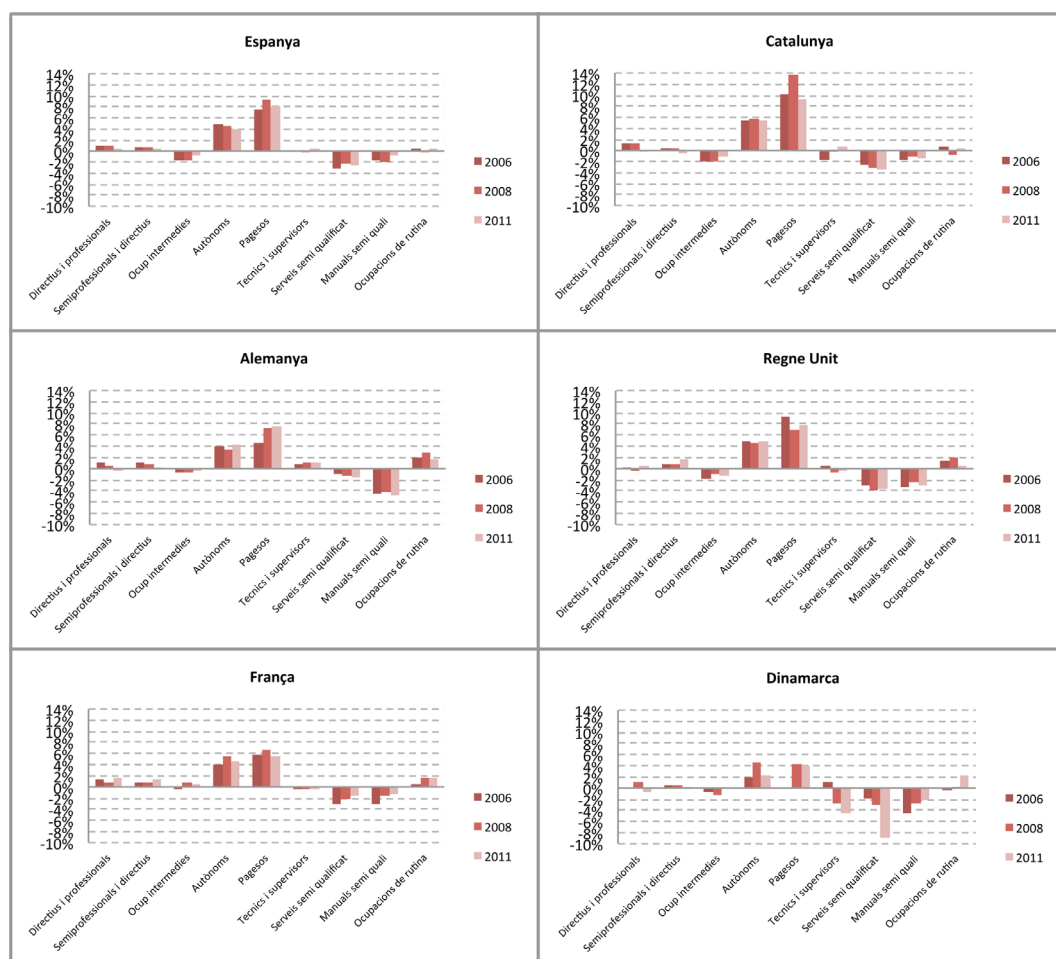 Espanya
14%
12%
10%
8%
6%
4%
2%
0%
-2%
-4%
-6%
-8%
-10%
2006
2008
2011
Directius i professionals
Semiprofessionals i directius
Ocup intermedies
Autònoms
Pagesos
Tecnics i supervisors
Serveis semi qualificat
Manuals semi quali
Ocupacions de rutina
Catalunya
14%
12%
10%
8%
6%
4%
2%
0%
-2%
-4%
-6%
-8%
-10%
2006
2008
2011
Directius i professionals
Semiprofessionals i directius
Ocup intermedies
Autònoms
Pagesos
Tecnics i supervisors
Serveis semi qualificat
Manuals semi quali
Ocupacions de rutina
Alemanya
14%
12%
10%
8%
6%
4%
2%
0%
-2%
-4%
-6%
-8%
-10%
2006
2008
2011
Directius i professionals
Semiprofessionals i directius
Ocup intermedies
Autònoms
Pagesos
Tecnics i supervisors
Serveis semi qualificat
Manuals semi quali
Ocupacions de rutina
Regne Unit
14%
12%
10%
8%
6%
4%
2%
0%
-2%
-4%
-6%
-8%
-10%
2006
2008
2011
Directius i professionals
Semiprofessionals i directius
Ocup intermedies
Autònoms
Pagesos
Tecnics i supervisors
Serveis semi qualificat
Manuals semi quali
Ocupacions de rutina
França
14%
12%
10%
8%
6%
4%
2%
0%
-2%
-4%
-6%
-8%
-10%
2006
2008
2011
Directius i professionals
Semiprofessionals i directius
Ocup intermedies
Autònoms
Pagesos
Tecnics i supervisors
Serveis semi qualificat
Manuals semi quali
Ocupacions de rutina
Dinamarca
14%
12%
10%
8%
6%
4%
2%
0%
-2%
-4%
-6%
-8%
-10%
2006
2008
2011
Directius i professionals
Semiprofessionals i directius
Ocup intermedies
Autònoms
Pagesos
Tecnics i supervisors
Serveis semi qualificat
Manuals semi quali
Ocupacions de rutina